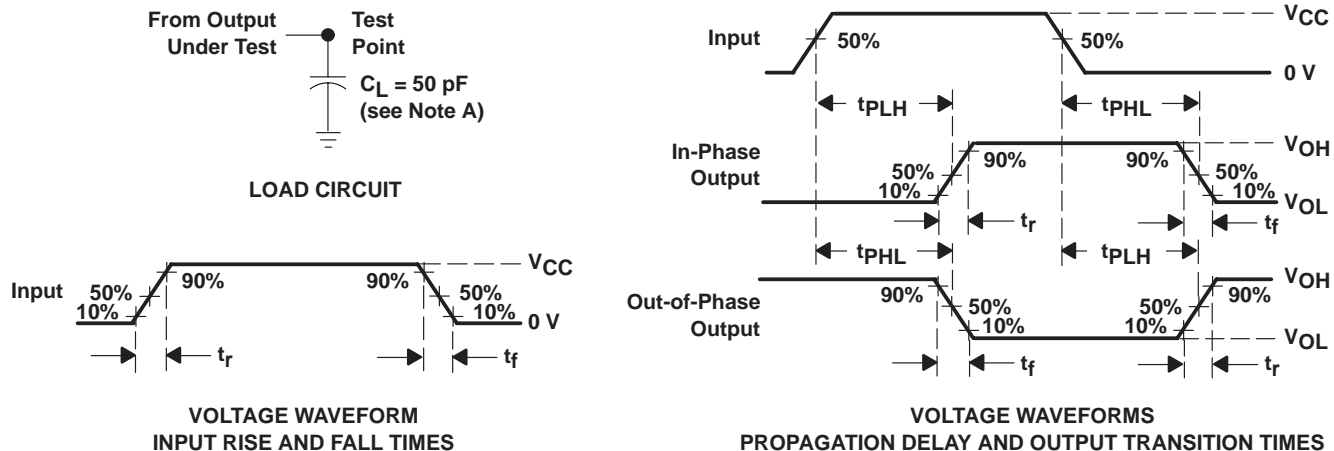 From Output
Under Test
Test
Point
CL = 50 pF
(see Note A)
LOAD CIRCUIT
Input
50%
10%
90%
90%
50%
10%
VCC
0 V
tr
tf
VOLTAGE WAVEFORM
INPUT RISE AND FALL TIMES
Input
50%
50%
VCC
0 V
tPLH
tPHL
In-Phase
Output
50%
10%
90%
90%
50%
10%
VOH
VOL
tr
tf
tPHL
tPLH
Out-of-Phase
Output
90%
50%
10%
50%
10%
90%
VOH
VOL
tf
tr
VOLTAGE WAVEFORMS
PROPAGATION DELAY AND OUTPUT TRANSITION TIMES